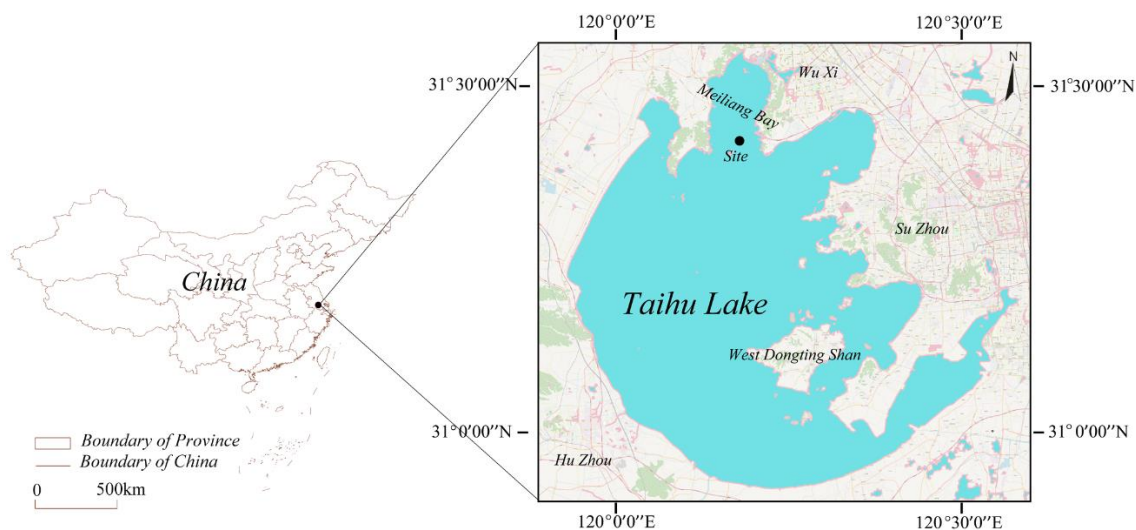 120°0′0″E
120°30′0″E
N
Wu Xi
31°30′00″N
31°30′00″N
Meiliang Bay
Site
Su Zhou
China
Taihu Lake
West Dongting Shan
31°0′00″N
31°0′00″N
Boundary of Province
Boundary of China
Hu Zhou
0 500km
120°0′0″E
120°30′0″E